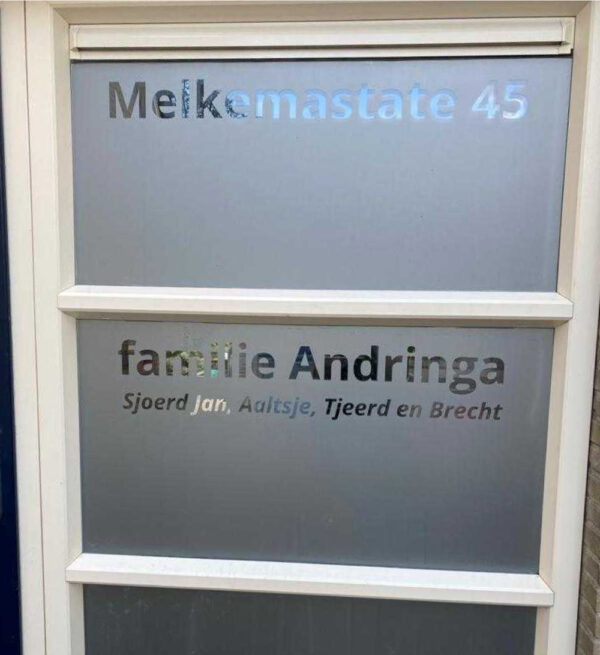 Melkemastate 45
familie Andringa
Sjoerd Jan, Aaltsje, Tjeerd en Brecht